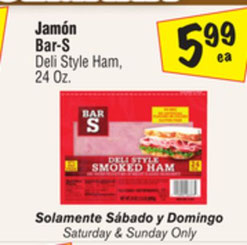 Jamón
Bar-S
Deli Style Ham,
24 Oz.
5.99
ea
BAR
S
DELI STYLE
SMOKED HAM
Solamente Sábado y Domingo
Saturday & Sunday Only